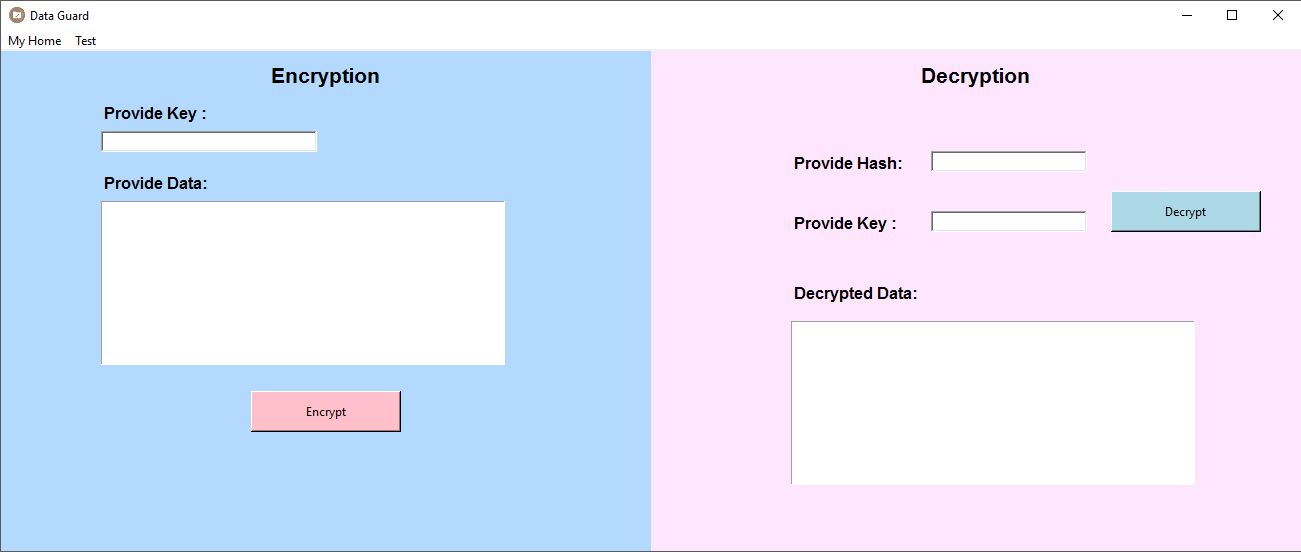 Data Guard
My Home Test
Encryption
Provide Key :
Provide Data:
Encrypt
Decryption
Provide Hash:
Provide Key :
Decrypt
Decrypted Data: